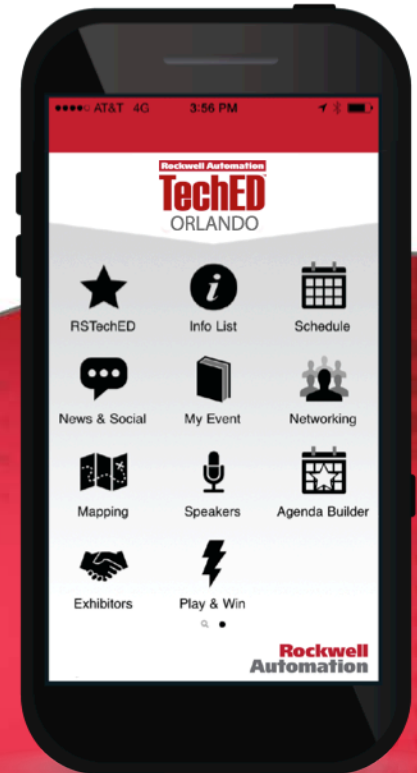 AT&T 4G 3:56 PM
Rockwell Automation
TechED
ORLANDO
RSTechED Info List Schedule
News & Social My Event Networking
Mapping Speakers Agenda Builder
Exhibitors Play & Win
Rockwell
Automation